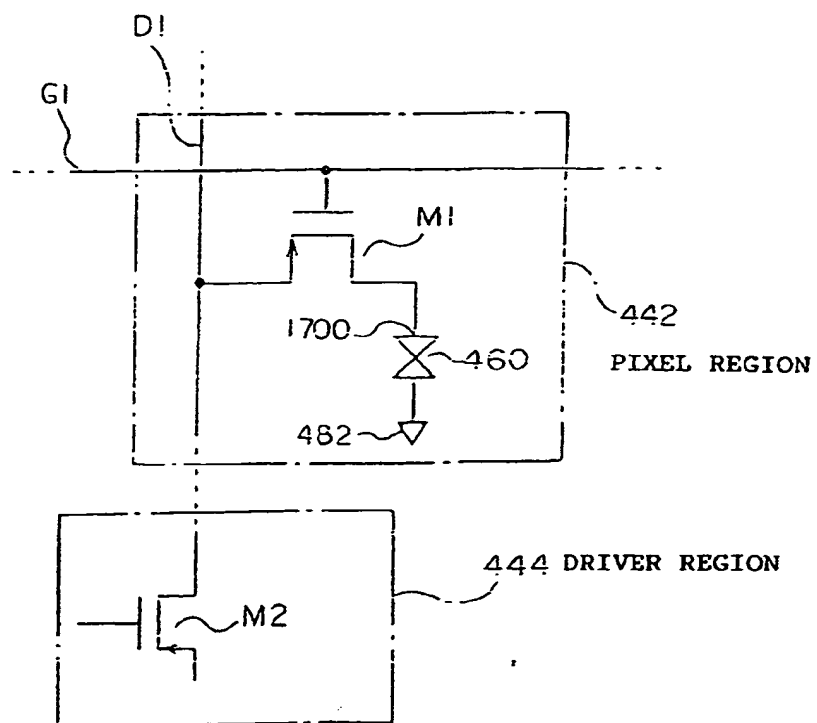 D1
G1
M1
1700
460
442
PIXEL REGION
482
444 DRIVER REGION
M2